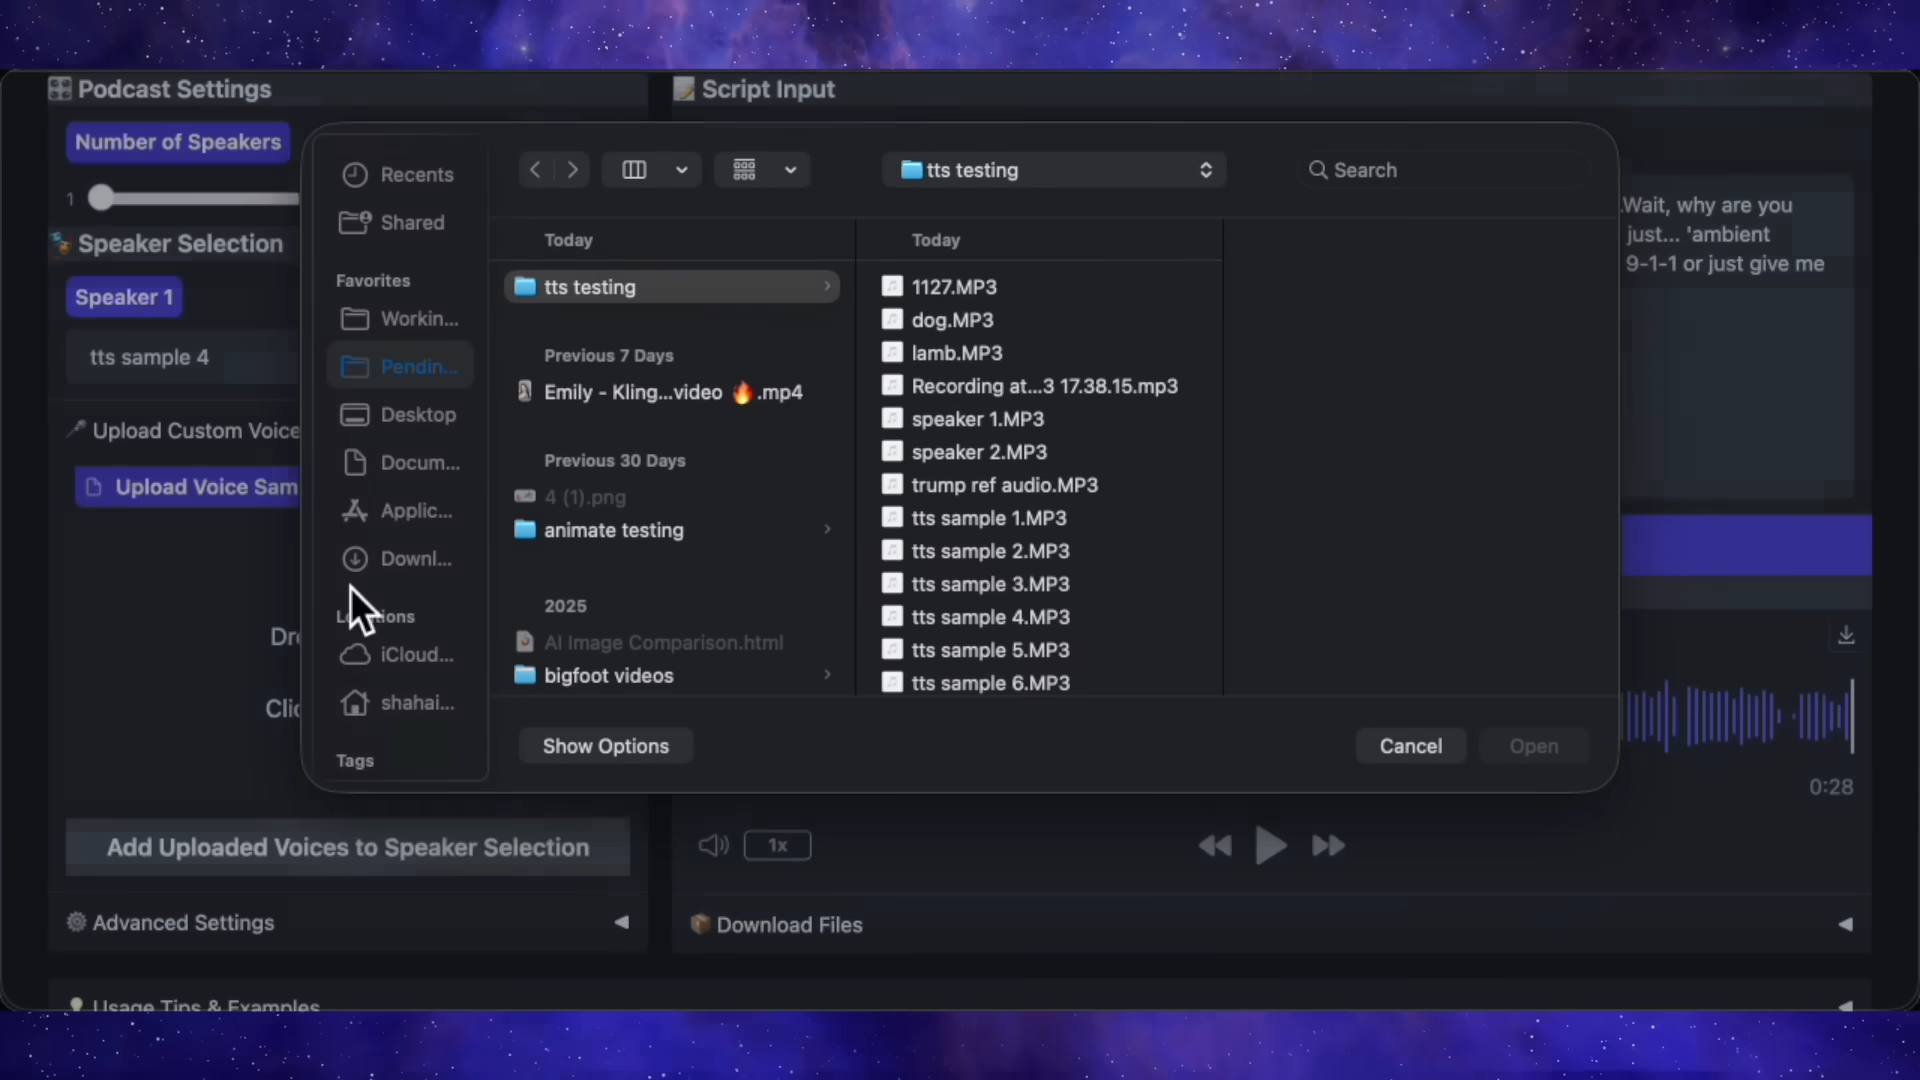 Podcast Settings
Number of Speakers
1
Speaker Selection
Speaker 1
tts sample 4
Upload Custom Voice
Upload Voice Sam
Add Uploaded Voices to Speaker Selection
Advanced Settings
Usage Tips & Examples
Recents
Shared
Favorites
Workin...
Pendin...
Desktop
Docum...
Applic...
Downl...
iCloud...
shahai...
Tags
tts testing
Search
Today
tts testing
Previous 7 Days
Emily - Kling...video 🔥.mp4
Previous 30 Days
4 (1).png
animate testing
2025
AI Image Comparison.html
bigfoot videos
Today
1127.MP3
dog.MP3
lamb.MP3
Recording at...3 17.38.15.mp3
speaker 1.MP3
speaker 2.MP3
trump ref audio.MP3
tts sample 1.MP3
tts sample 2.MP3
tts sample 3.MP3
tts sample 4.MP3
tts sample 5.MP3
tts sample 6.MP3
Show Options
Cancel
Open
Script Input
.Wait, why are you
just... 'ambient
9-1-1 or just give me
0:28
1x
Download Files